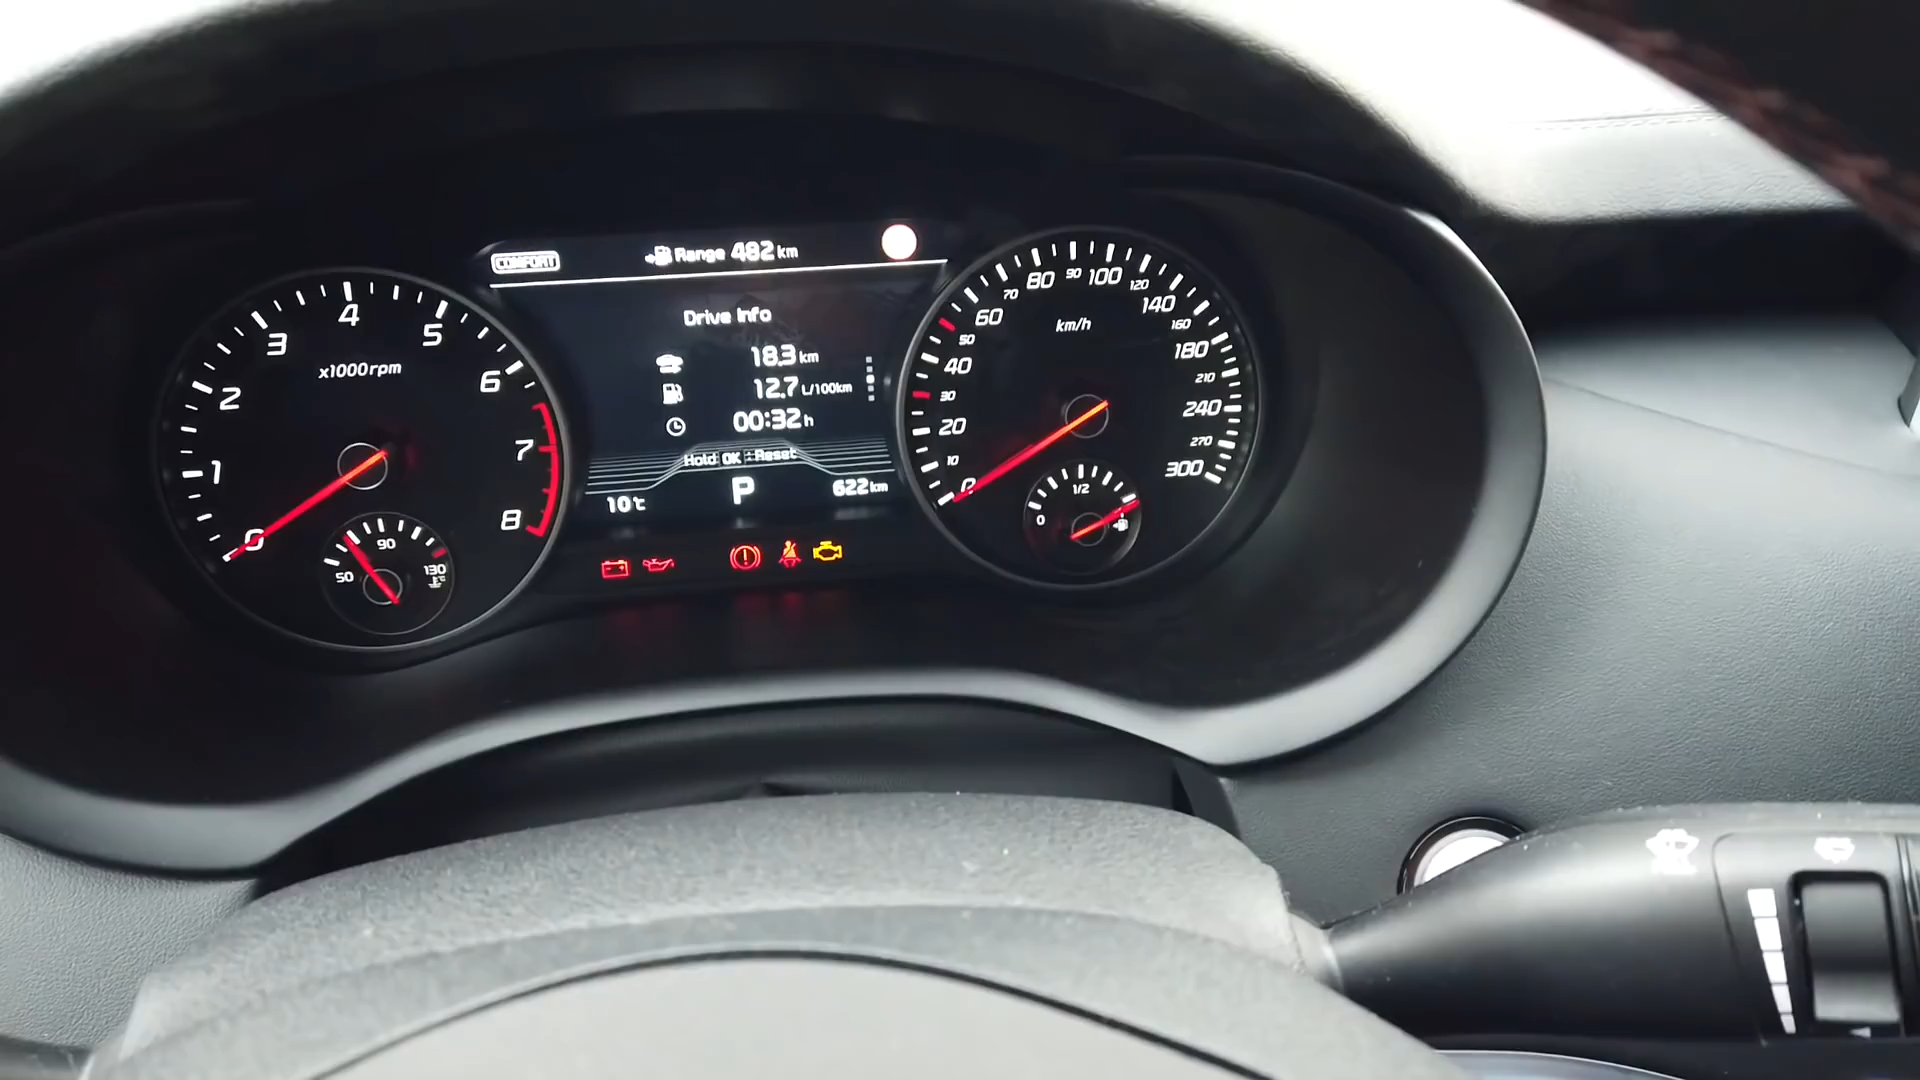 COMFORT
Range 482 km
Drive Info
18.3 km
12.7 L/100km
00:32 h
Hold OK : Reset
10°C
P
622 km
x1000rpm
0
1
2
3
4
5
6
7
8
50
90
130
°C
km/h
0
10
20
30
40
50
60
70
80
90
100
120
140
160
180
210
240
270
300
0
1/2